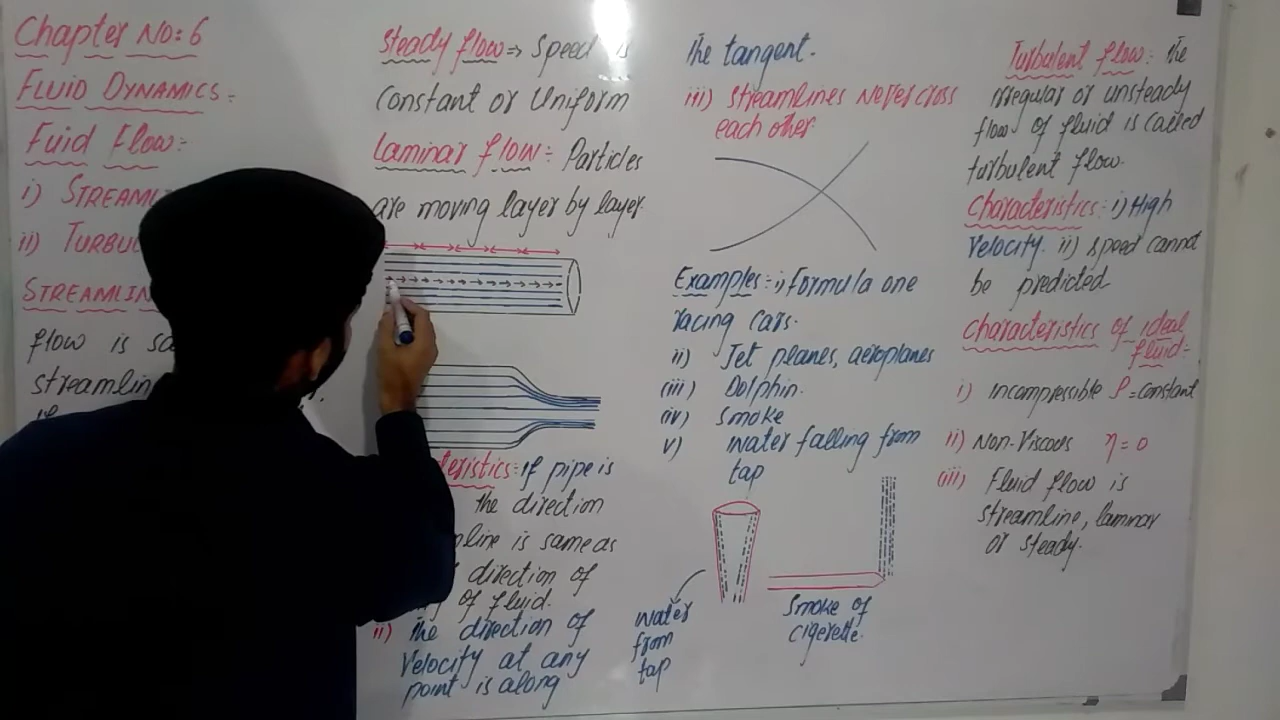 Chapter No: 6
FLUID DYNAMICS:
Fuid Flow:
i) STREAML
ii) TURBUL
STREAMLIN
flow is sa
streamlin
Steady flow ⇒ Speed is
Constant or Uniform
Laminar flow: Particles
are moving layer by layer.
teristics: if pipe is
the direction
mline is same as
direction of
of fluid.
ii) The direction of
Velocity at any
point is along
the tangent.
iii) Streamlines never cross
each other.
Examples: i) Formula one
racing cars.
ii) Jet planes, aeroplanes
(iii) Dolphin.
(iv) Smoke
v) Water falling from
tap
water
from
tap
Smoke of
cigerette.
Turbulent flow: The
irregular or unsteady
flow of fluid is called
turbulent flow.
Characteristics: i) High
Velocity. ii) Speed cannot
be predicted
Characteristics of ideal
fluid:
i) Incompressible ρ = constant
ii) Non-Viscous η = 0
(iii) Fluid flow is
streamline, laminar
or steady.